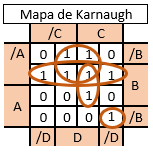 Mapa de Karnaugh
/C C
/A 0 1 1 0 /B
1 1 1 1 B
A 0 0 1 0
0 0 0 1 /B
/D D /D